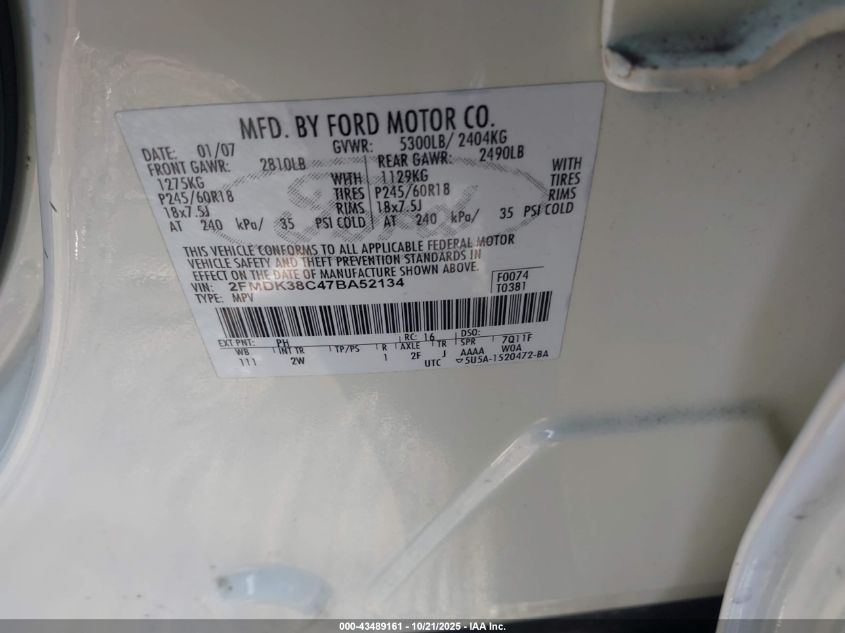 MFD. BY FORD MOTOR CO.
DATE: 01/07 GVWR: 5300LB/ 2404KG
FRONT GAWR: 2810LB REAR GAWR: 2490LB
1275KG WITH 1129KG WITH
P245/60R18 TIRES P245/60R18 TIRES
18x7.5J RIMS 18x7.5J RIMS
AT 240 kPa/ 35 PSI COLD AT 240 kPa/ 35 PSI COLD
THIS VEHICLE CONFORMS TO ALL APPLICABLE FEDERAL MOTOR
VEHICLE SAFETY AND THEFT PREVENTION STANDARDS IN
EFFECT ON THE DATE OF MANUFACTURE SHOWN ABOVE.
VIN: 2FMDK38C47BA52134 F0074
TYPE: MPV T0381
EXT PNT: PH RC: 16 DSO:
WB INT TR TP/PS R AXLE TR SPR 7Q11F
111 2W 1 2F J AAAA W0A
UTC 5U5A-1520472-BA
000-43489161 - 10/21/2025 - IAA Inc.